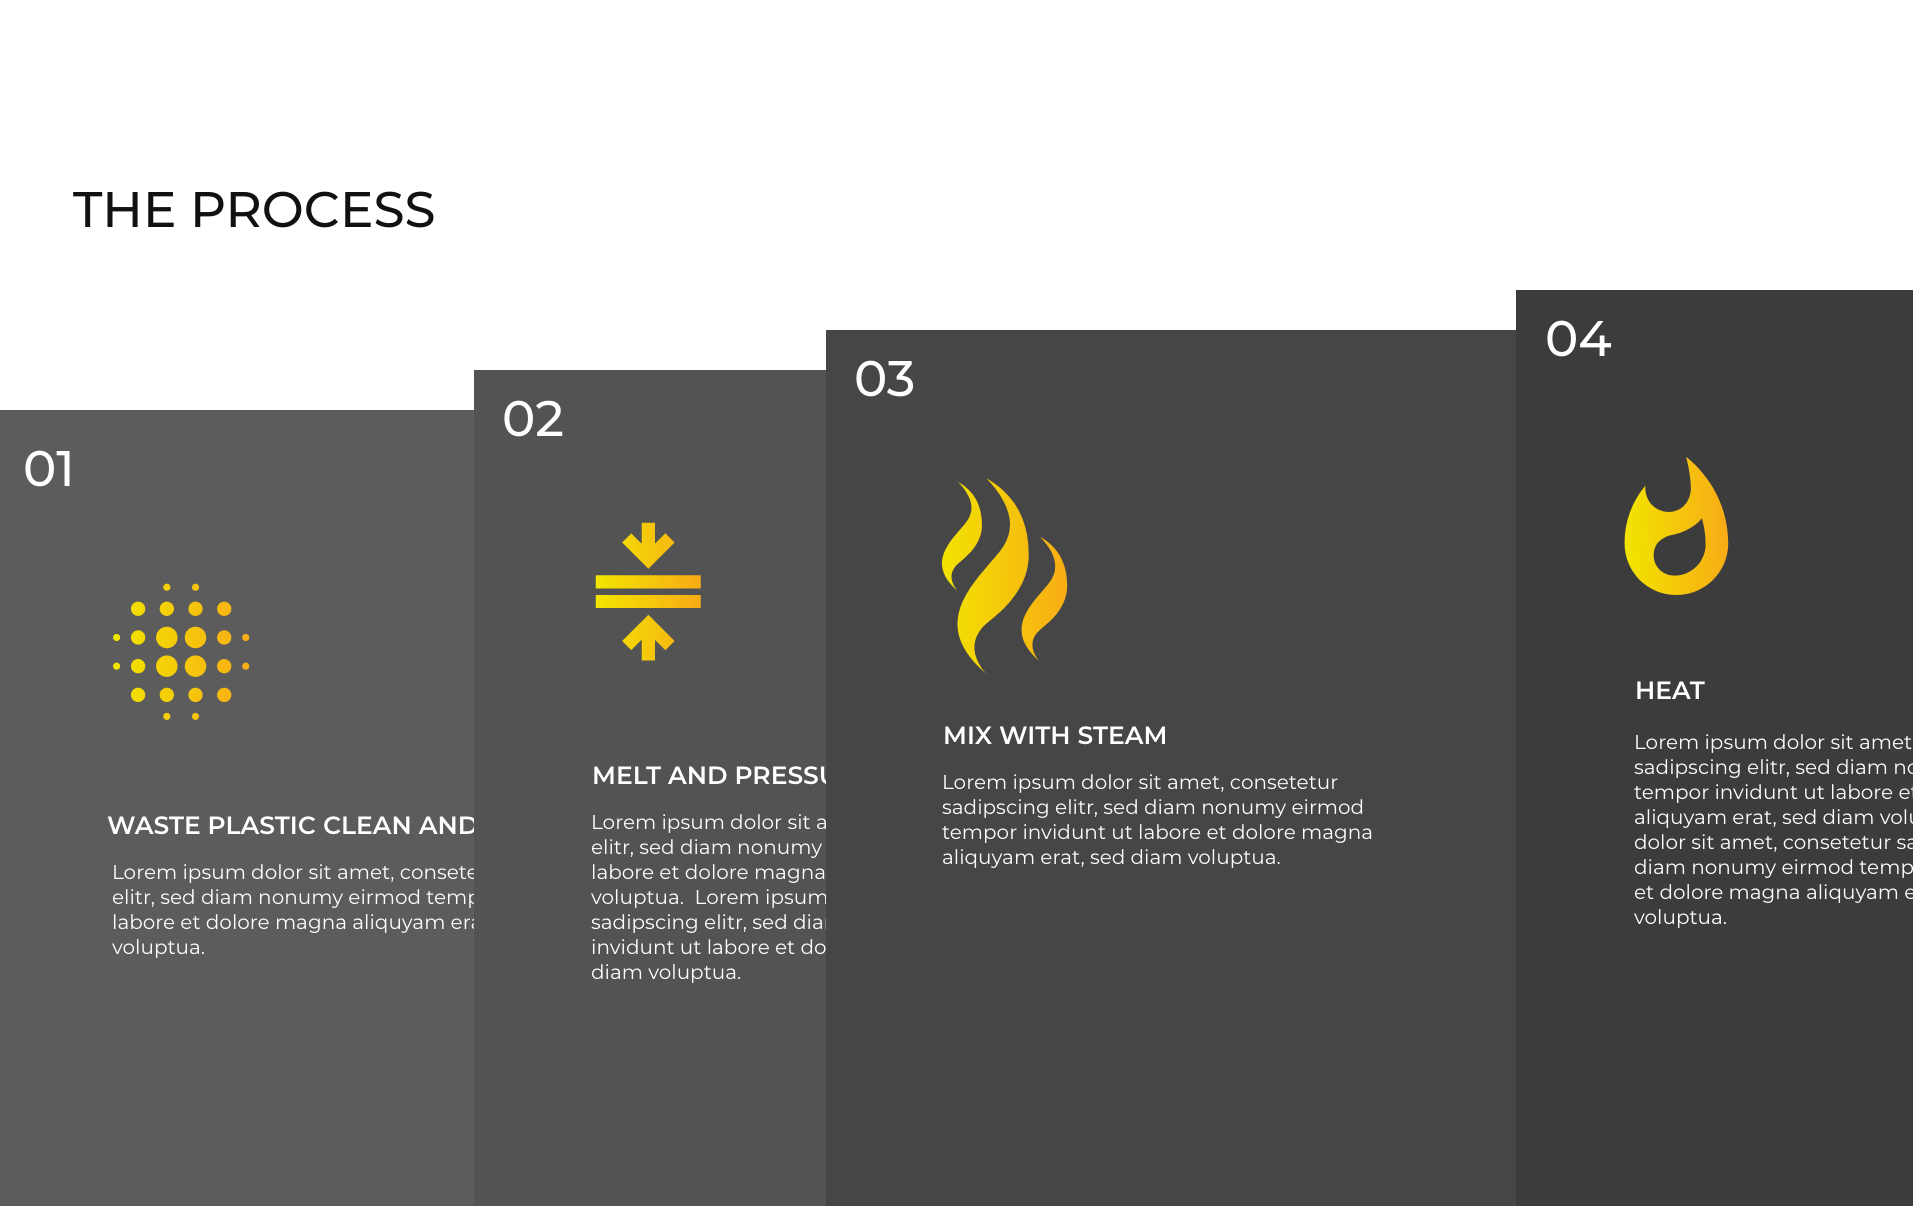 THE PROCESS
01
WASTE PLASTIC CLEAN AND
Lorem ipsum dolor sit amet, consete
elitr, sed diam nonumy eirmod temp
labore et dolore magna aliquyam era
voluptua.
02
MELT AND PRESSU
Lorem ipsum dolor sit a
elitr, sed diam nonumy
labore et dolore magna
voluptua. Lorem ipsum
sadipscing elitr, sed diam
invidunt ut labore et do
diam voluptua.
03
MIX WITH STEAM
Lorem ipsum dolor sit amet, consetetur
sadipscing elitr, sed diam nonumy eirmod
tempor invidunt ut labore et dolore magna
aliquyam erat, sed diam voluptua.
04
HEAT
Lorem ipsum dolor sit amet
sadipscing elitr, sed diam no
tempor invidunt ut labore et
aliquyam erat, sed diam volu
dolor sit amet, consetetur sa
diam nonumy eirmod temp
et dolore magna aliquyam e
voluptua.